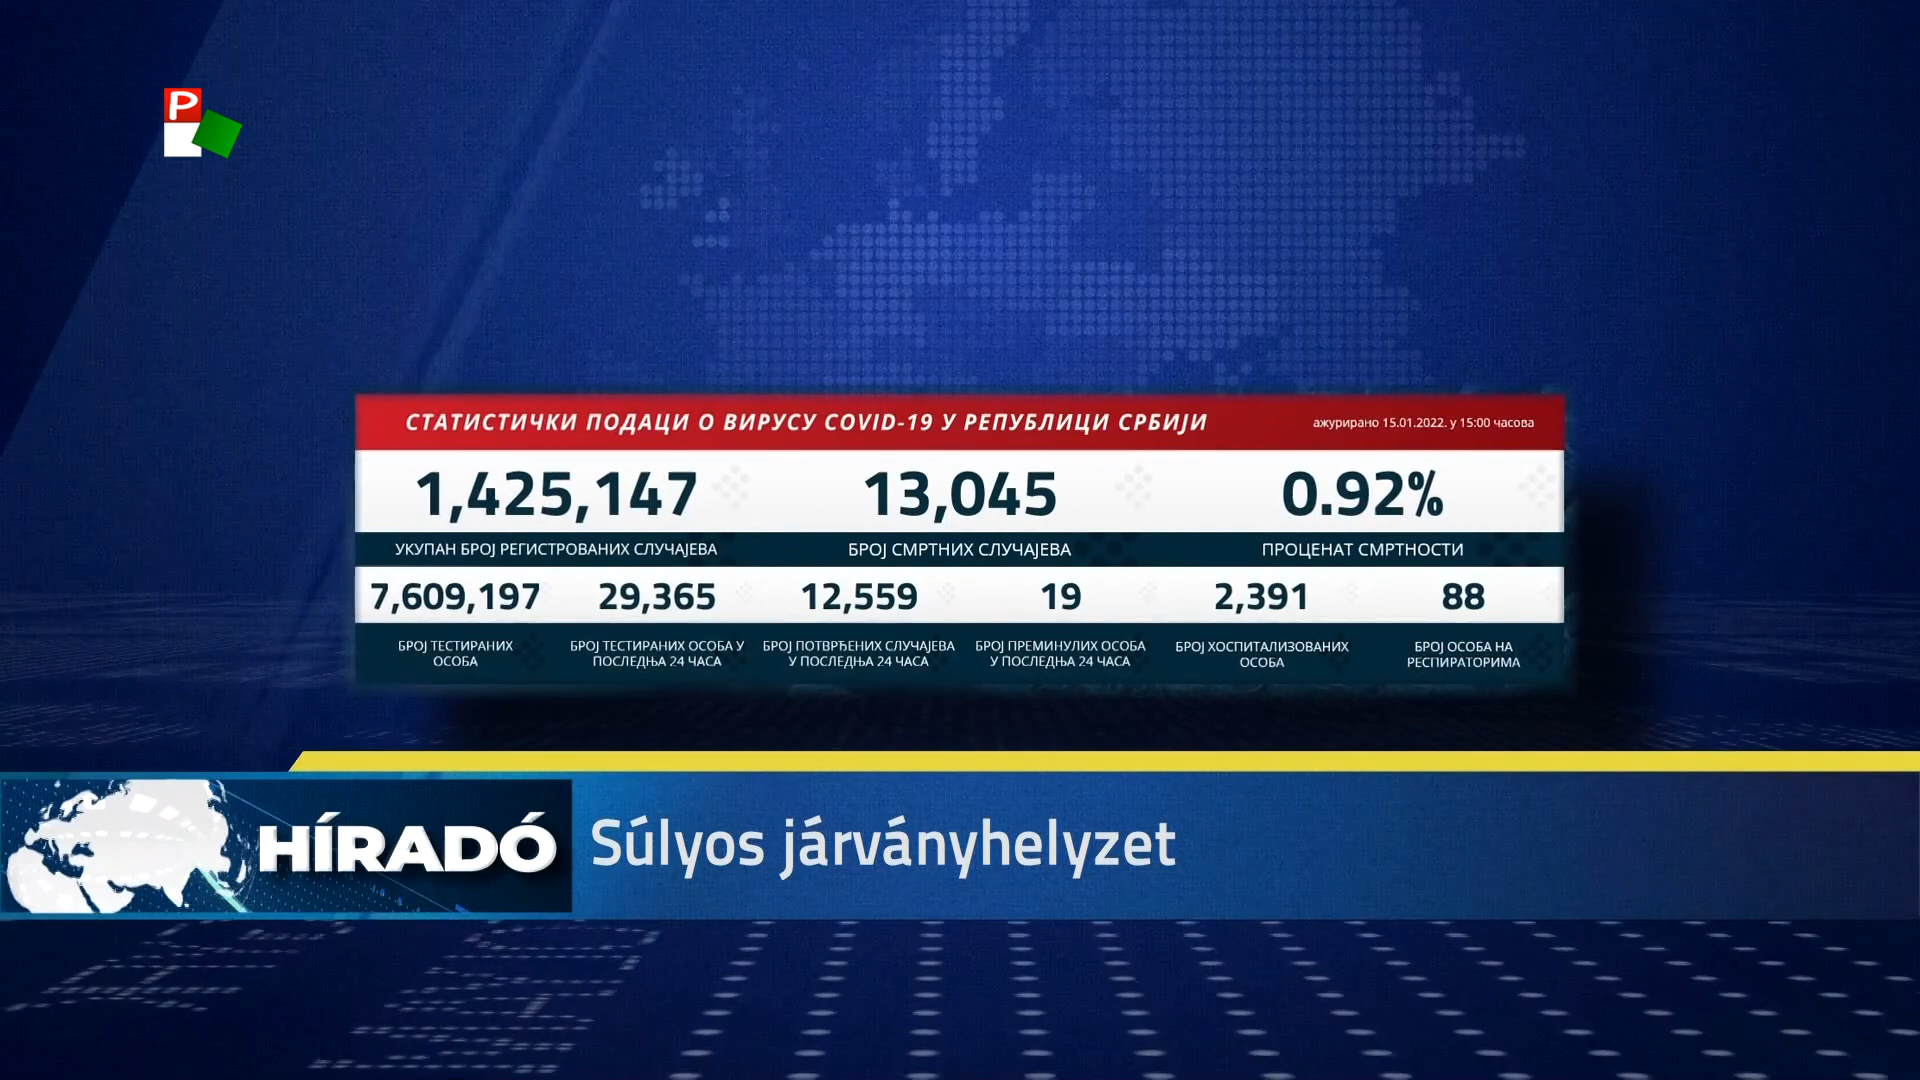 P
СТАТИСТИЧКИ ПОДАЦИ О ВИРУСУ COVID-19 У РЕПУБЛИЦИ СРБИЈИ
ажурирано 15.01.2022. у 15:00 часова
1,425,147 13,045 0.92%
УКУПАН БРОЈ РЕГИСТРОВАНИХ СЛУЧАЈЕВА БРОЈ СМРТНИХ СЛУЧАЈЕВА ПРОЦЕНАТ СМРТНОСТИ
7,609,197 29,365 12,559 19 2,391 88
БРОЈ ТЕСТИРАНИХ
ОСОБА
БРОЈ ТЕСТИРАНИХ ОСОБА У
ПОСЛЕДЊА 24 ЧАСА
БРОЈ ПОТВРЂЕНИХ СЛУЧАЈЕВА
У ПОСЛЕДЊА 24 ЧАСА
БРОЈ ПРЕМИНУЛИХ ОСОБА
У ПОСЛЕДЊА 24 ЧАСА
БРОЈ ХОСПИТАЛИЗОВАНИХ
ОСОБА
БРОЈ ОСОБА НА
РЕСПИРАТОРИМА
HÍRADÓ
Súlyos járványhelyzet